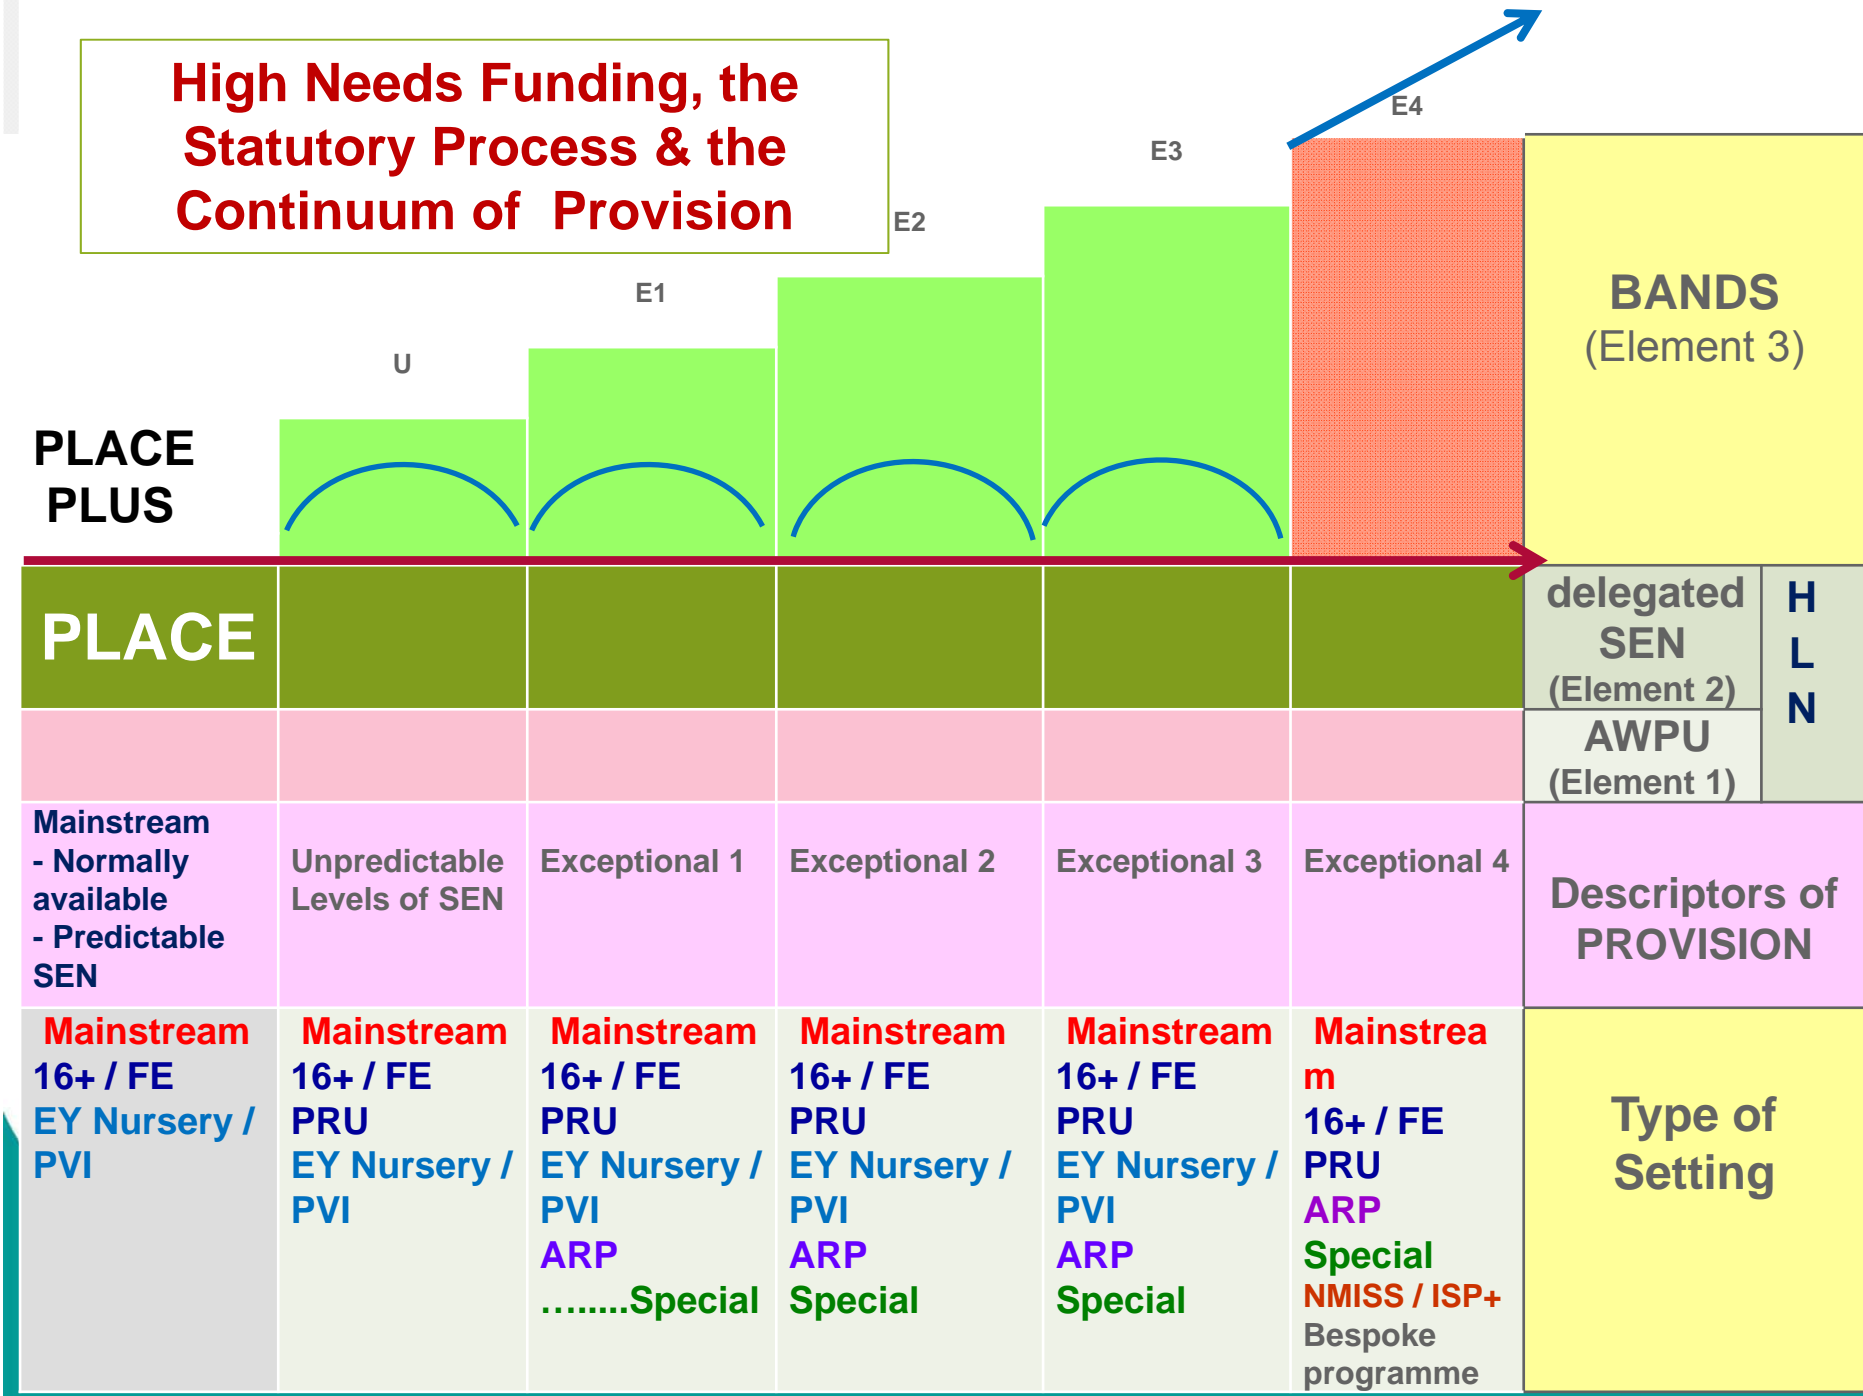 High Needs Funding, the
Statutory Process & the
Continuum of Provision
E4
E3
E2
E1
U
BANDS
(Element 3)
PLACE
PLUS
PLACE
delegated
SEN
(Element 2)
H
L
N
AWPU
(Element 1)
Mainstream
- Normally
available
- Predictable
SEN
Unpredictable
Levels of SEN
Exceptional 1
Exceptional 2
Exceptional 3
Exceptional 4
Descriptors of
PROVISION
Mainstream
16+ / FE
EY Nursery /
PVI
Mainstream
16+ / FE
PRU
EY Nursery /
PVI
Mainstream
16+ / FE
PRU
EY Nursery /
PVI
ARP
….....Special
Mainstream
16+ / FE
PRU
EY Nursery /
PVI
ARP
Special
Mainstream
16+ / FE
PRU
EY Nursery /
PVI
ARP
Special
Mainstrea
m
16+ / FE
PRU
ARP
Special
NMISS / ISP+
Bespoke
programme
Type of
Setting